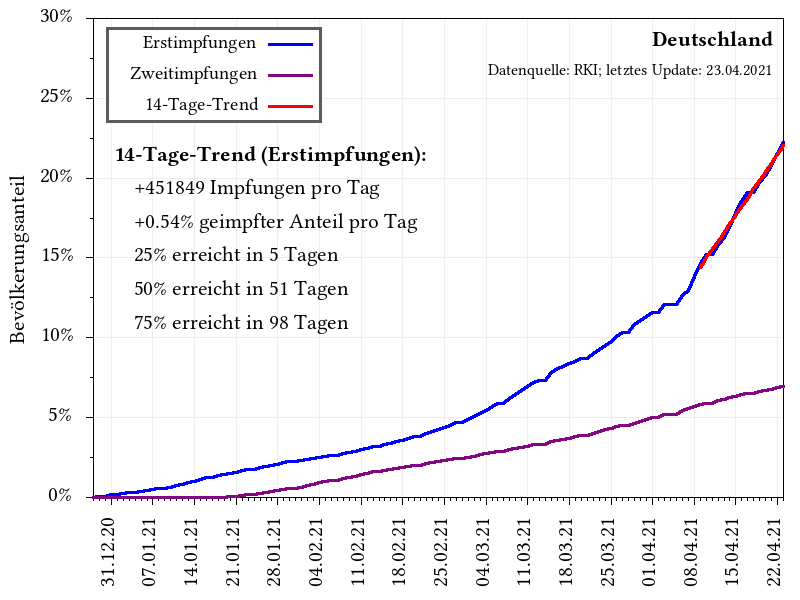 30%
25%
20%
15%
10%
5%
0%
Bevölkerungsanteil
Erstimpfungen
Zweitimpfungen
14-Tage-Trend
Deutschland
Datenquelle: RKI; letztes Update: 23.04.2021
14-Tage-Trend (Erstimpfungen):
+451849 Impfungen pro Tag
+0.54% geimpfter Anteil pro Tag
25% erreicht in 5 Tagen
50% erreicht in 51 Tagen
75% erreicht in 98 Tagen
31.12.20
07.01.21
14.01.21
21.01.21
28.01.21
04.02.21
11.02.21
18.02.21
25.02.21
04.03.21
11.03.21
18.03.21
25.03.21
01.04.21
08.04.21
15.04.21
22.04.21